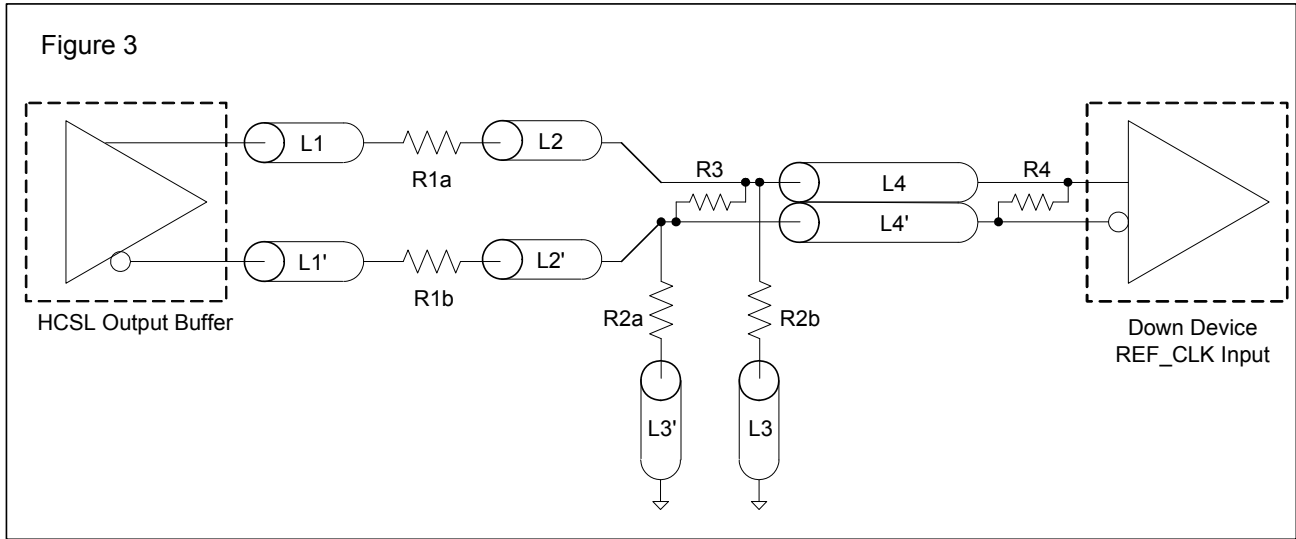 Figure 3
L1
R1a
L2
R3
L4
R4
L4'
L1'
R1b
L2'
HCSL Output Buffer
R2a
R2b
Down Device
REF_CLK Input
L3'
L3